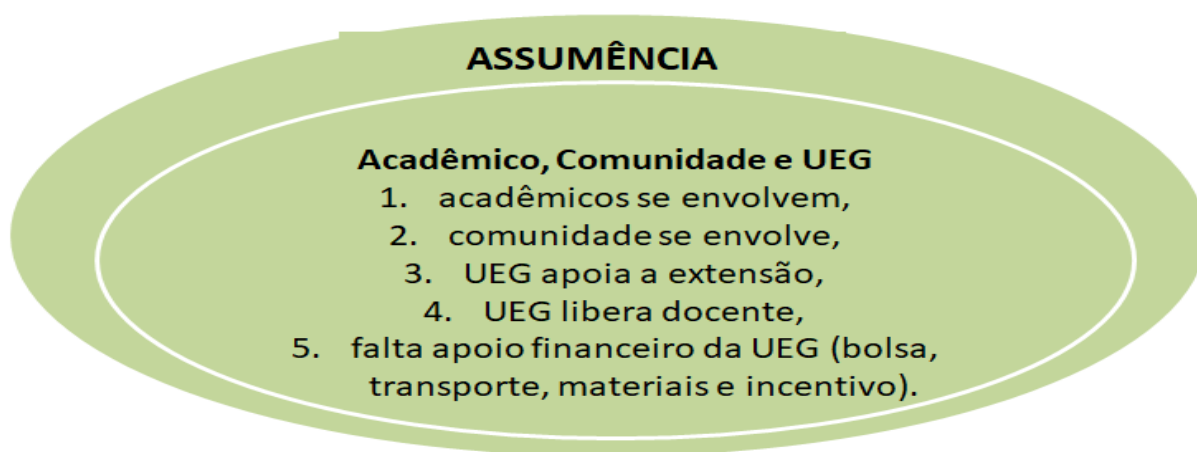 ASSUMÊNCIA
Acadêmico, Comunidade e UEG
1. acadêmicos se envolvem,
2. comunidade se envolve,
3. UEG apoia a extensão,
4. UEG libera docente,
5. falta apoio financeiro da UEG (bolsa,
transporte, materiais e incentivo).